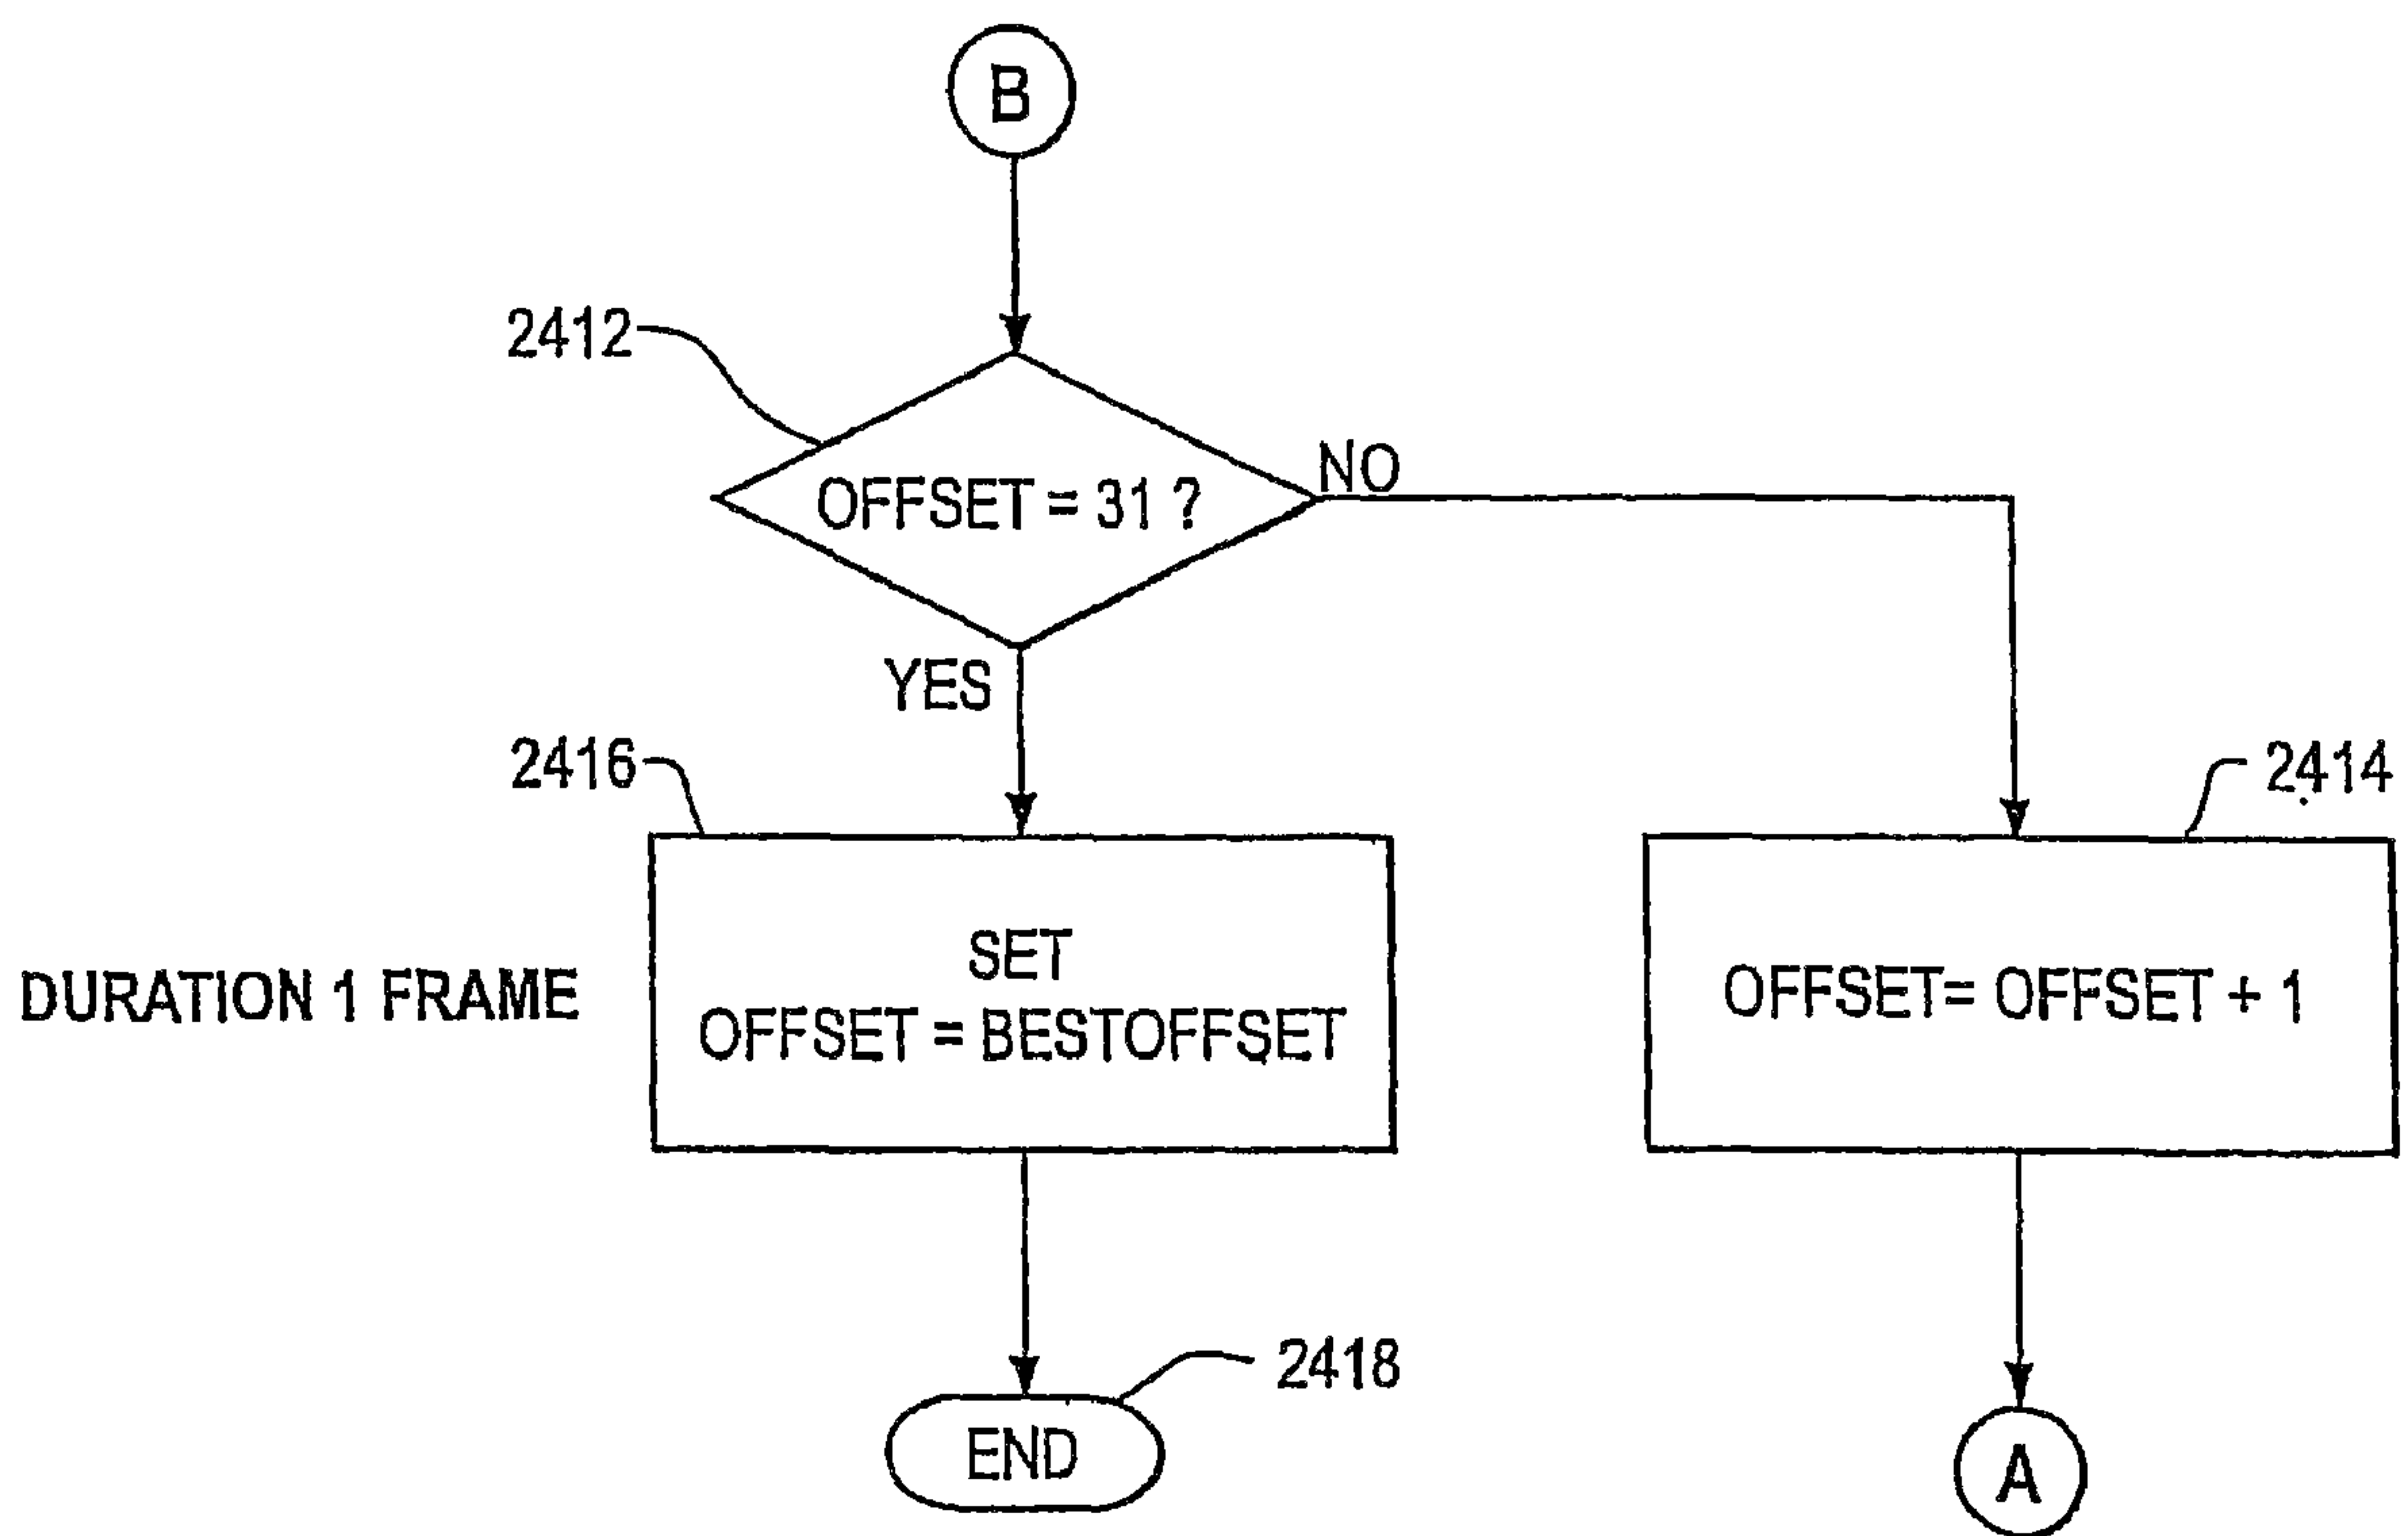 B
2412
OFFSET = 31 ?
NO
YES
2416
2414
SET
OFFSET = BESTOFFSET
OFFSET= OFFSET + 1
DURATION 1 FRAME
2418
END
A